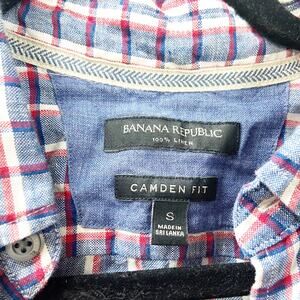 BANANA REPUBLIC
100% LINEN
CAMDEN FIT
S
MADE IN
SRI LANKA